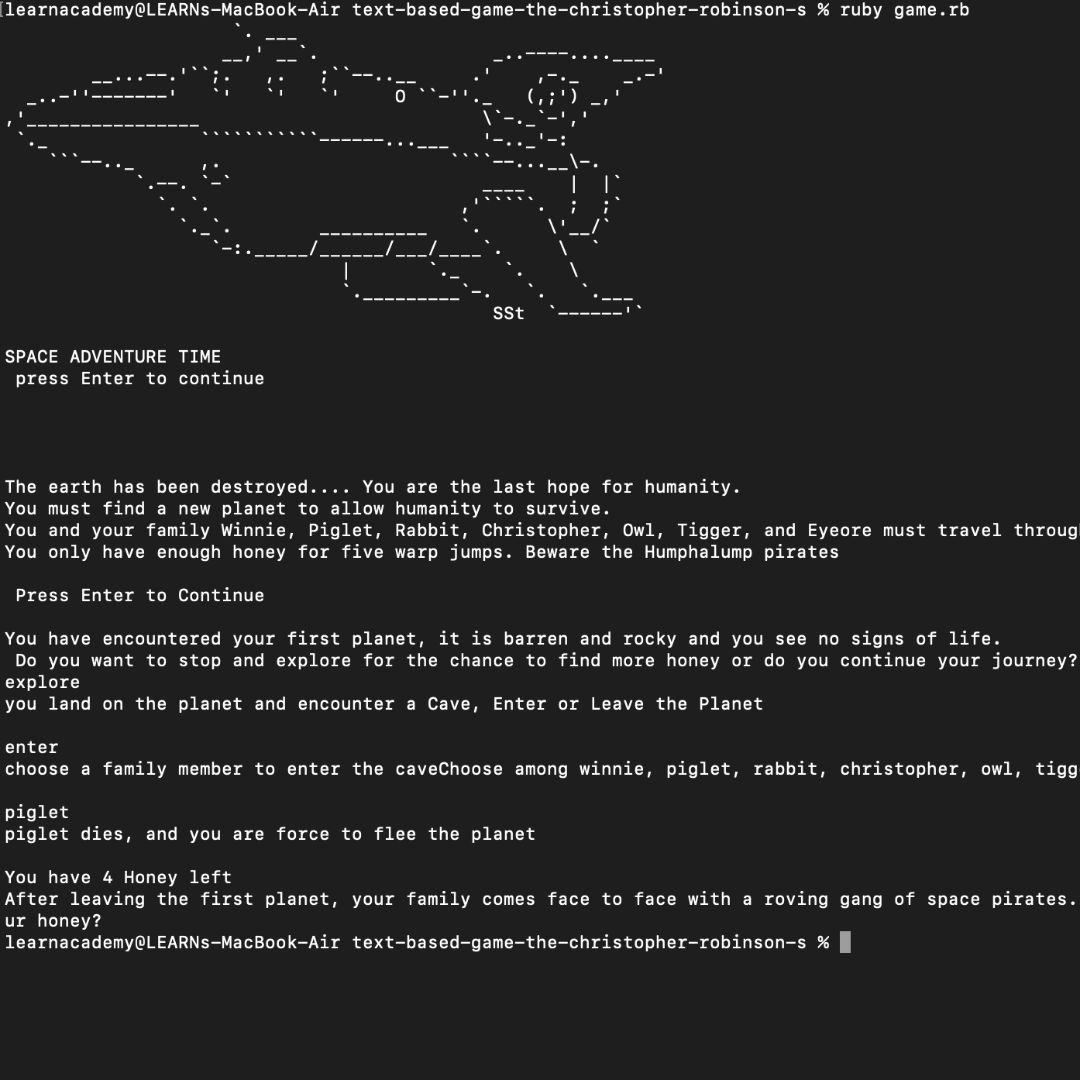 learnacademy@LEARNs-MacBook-Air text-based-game-the-christopher-robinson-s % ruby game.rb
SSt
SPACE ADVENTURE TIME
press Enter to continue
The earth has been destroyed.... You are the last hope for humanity.
You must find a new planet to allow humanity to survive.
You and your family Winnie, Piglet, Rabbit, Christopher, Owl, Tigger, and Eyeore must travel throug
You only have enough honey for five warp jumps. Beware the Humphalump pirates
Press Enter to Continue
You have encountered your first planet, it is barren and rocky and you see no signs of life.
Do you want to stop and explore for the chance to find more honey or do you continue your journey?
explore
you land on the planet and encounter a Cave, Enter or Leave the Planet
enter
choose a family member to enter the caveChoose among winnie, piglet, rabbit, christopher, owl, tigg
piglet
piglet dies, and you are force to flee the planet
You have 4 Honey left
After leaving the first planet, your family comes face to face with a roving gang of space pirates.
ur honey?
learnacademy@LEARNs-MacBook-Air text-based-game-the-christopher-robinson-s %